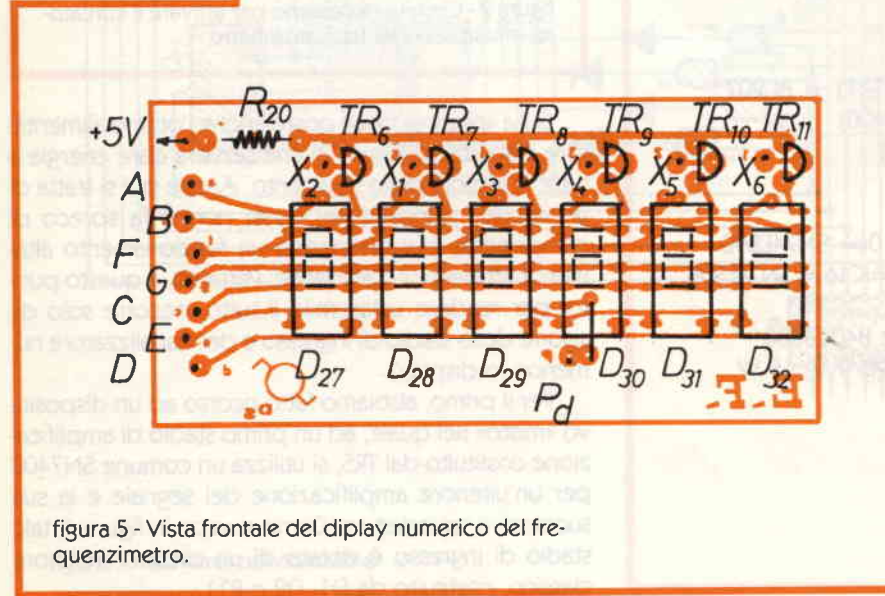 R20 TR6 TR7 TR8 TR9 TR10 TR11
+5V
X2 X1 X3 X4 X5 X6
A
B
F
G
C
E
D
D27 D28 D29 D30 D31 D32
Pd
figura 5 - Vista frontale del diplay numerico del fre-
quenzimetro.